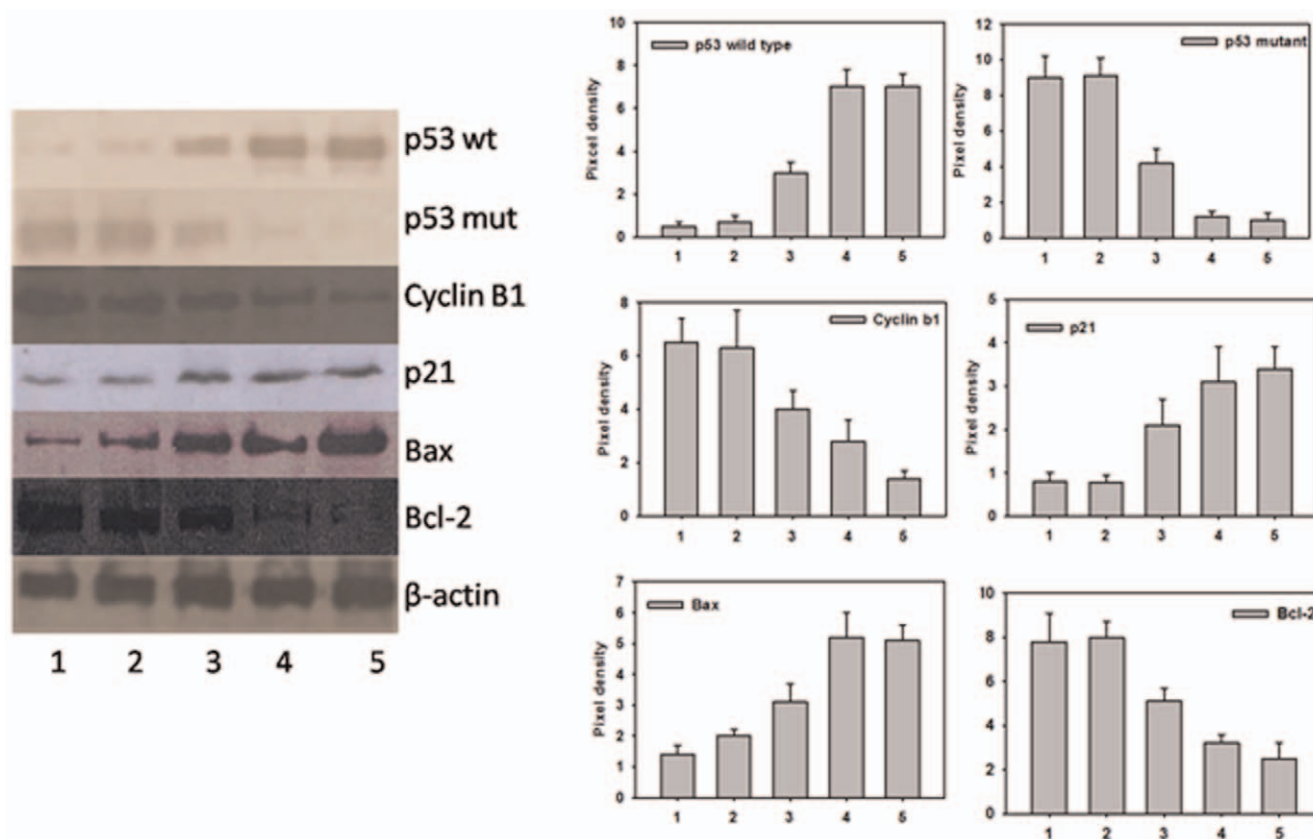 p53 wt
p53 mut
Cyclin B1
p21
Bax
Bcl-2
β-actin
1 2 3 4 5
p53 wild type
Pixcel density
10
8
6
4
2
0
1 2 3 4 5
p53 mutant
Pixel density
12
10
8
6
4
2
0
1 2 3 4 5
Cyclin b1
Pixel density
8
6
4
2
0
1 2 3 4 5
p21
Pixel density
5
4
3
2
1
0
1 2 3 4 5
Bax
Pixel density
7
6
5
4
3
2
1
0
1 2 3 4 5
Bcl-2
10
8
6
4
2
0
1 2 3 4 5